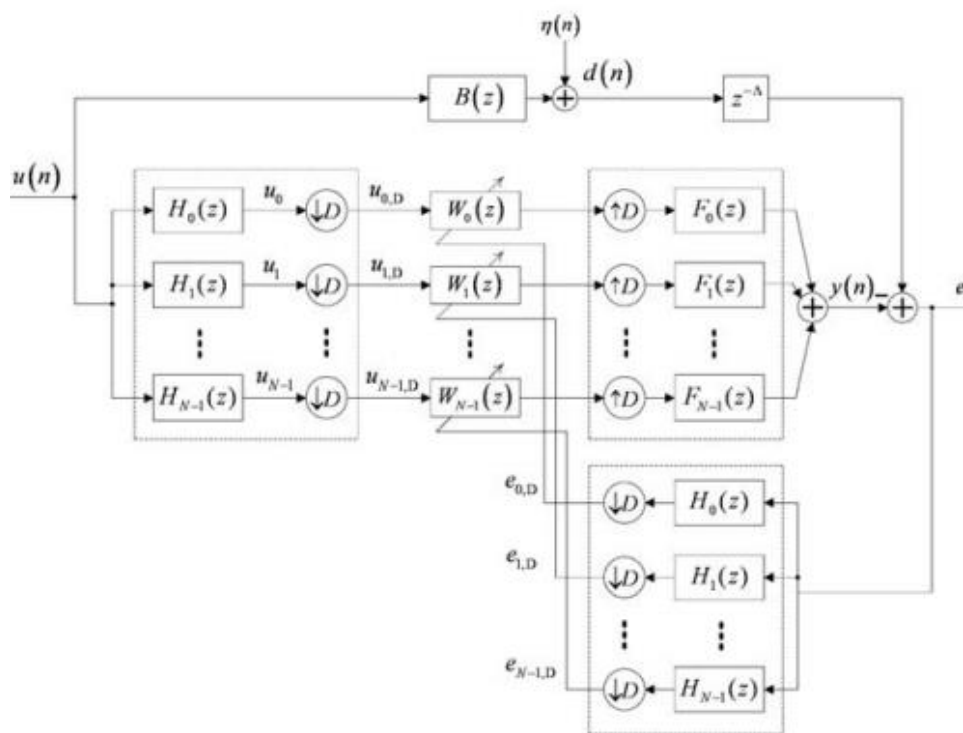 η(n)
d(n)
B(z)
+
z^{-Δ}
u(n)
H_0(z)
u_0
↓D
u_{0,D}
W_0(z)
↑D
F_0(z)
H_1(z)
u_1
↓D
u_{1,D}
W_1(z)
↑D
F_1(z)
+
y(n)
−
+
e
H_{N-1}(z)
u_{N-1}
↓D
u_{N-1,D}
W_{N-1}(z)
↑D
F_{N-1}(z)
e_{0,D}
↓D
H_0(z)
e_{1,D}
↓D
H_1(z)
e_{N-1,D}
↓D
H_{N-1}(z)